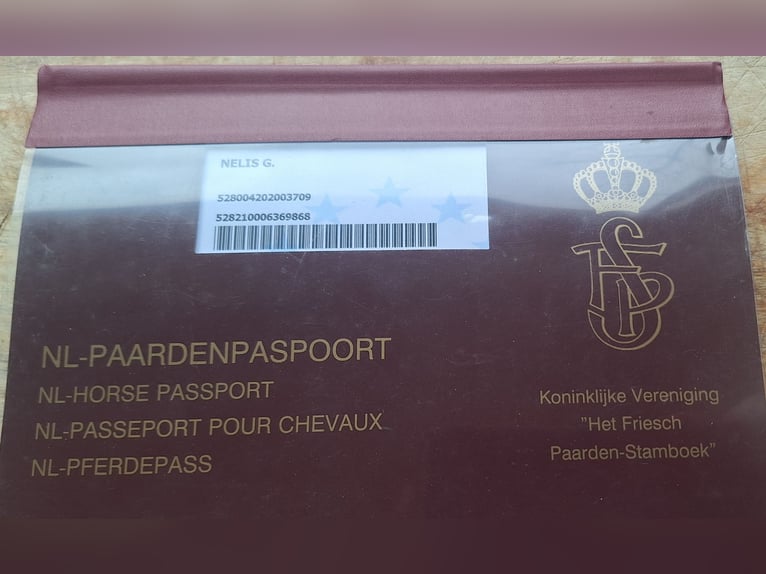 NELIS G.
528004202003709
528210006369868
NL-PAARDENPASPOORT
NL-HORSE PASSPORT
NL-PASSEPORT POUR CHEVAUX
NL-PFERDEPASS
FPS
Koninklijke Vereniging
"Het Friesch
Paarden-Stamboek"